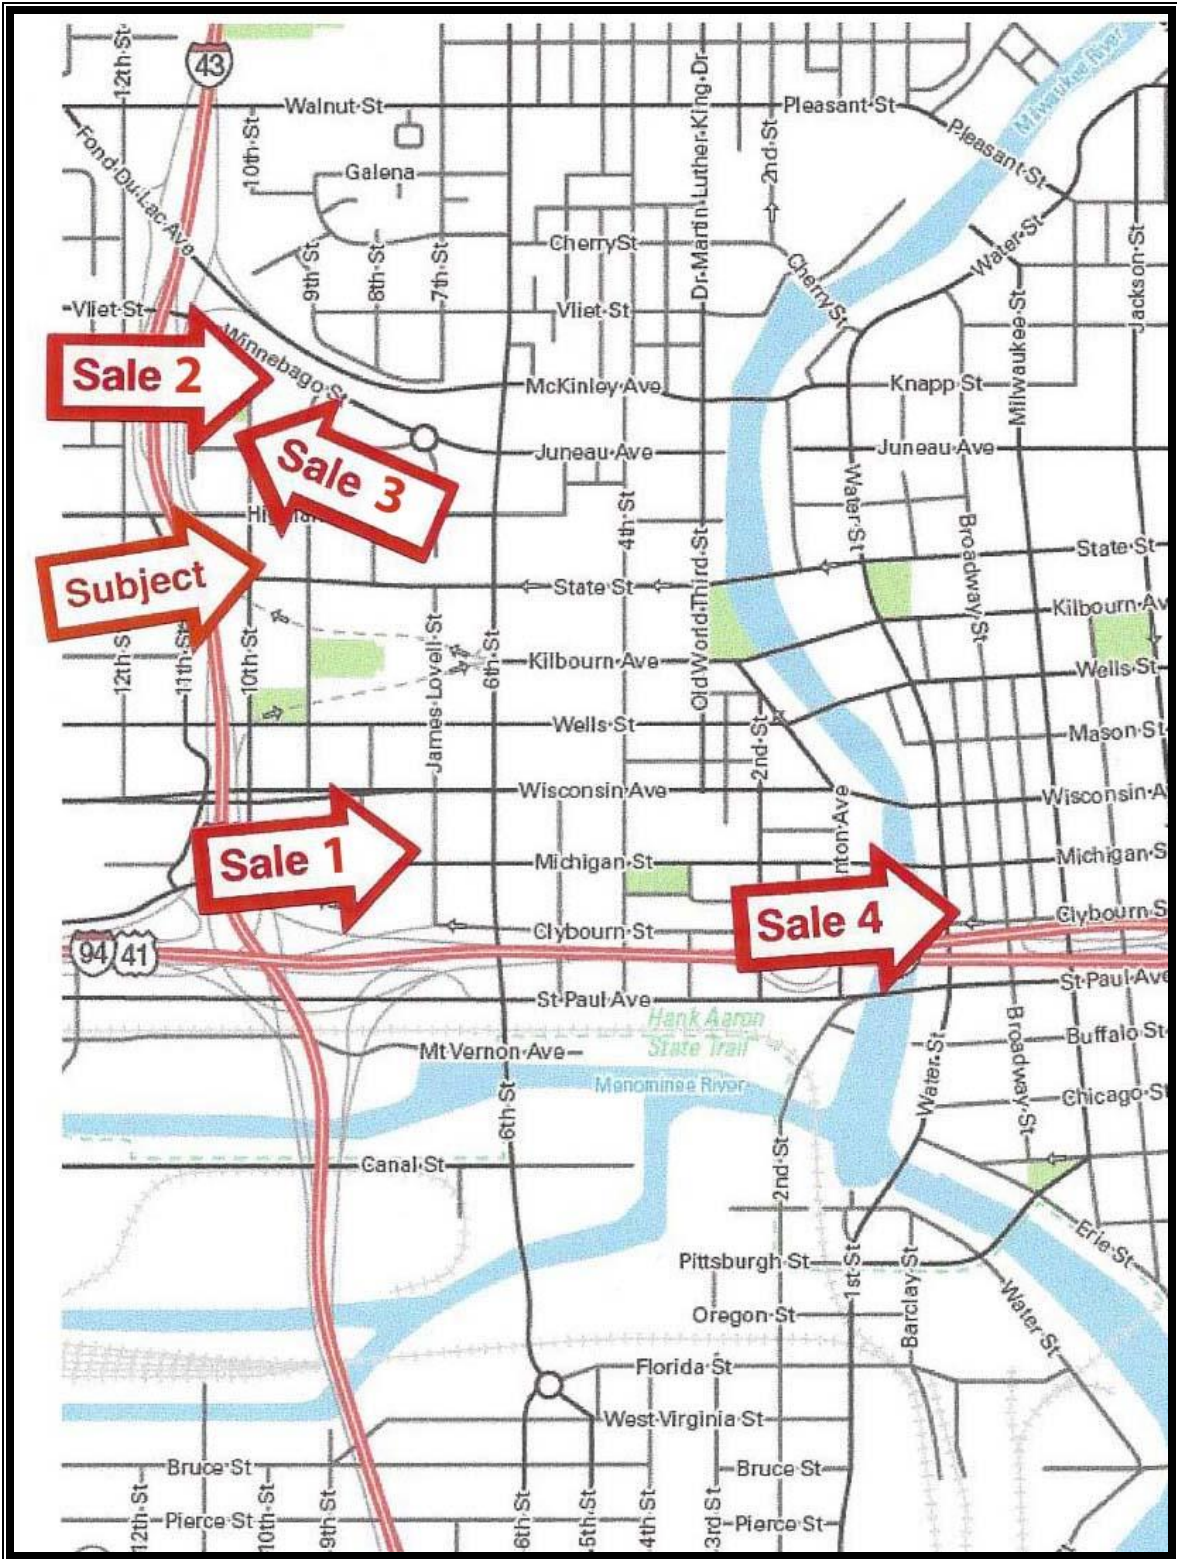 12th St
43
Walnut St
Pleasant St
Milwaukee River
Fond Du Lac Ave
10th St
Dr Martin Luther King Dr
2nd St
Pleasant St
Galena
Cherry St
Water St
9th St
8th St
7th St
Cherry St
Jackson St
Vliet St
Vliet St
Milwaukee St
Winnebago St
Sale 2
McKinley Ave
Knapp St
Juneau Ave
Juneau Ave
Sale 3
Water St
4th St
Broadway St
State St
Subject
State St
Old World Third St
Kilbourn Av
12th S
11th St
10th St
James Lovell St
6th St
Kilbourn Ave
Wells St
Wells St
2nd St
Mason St
Wisconsin Ave
Wisconsin A
nton Ave
Sale 1
Michigan St
Michigan S
Sale 4
Clybourn S
Clybourn St
94
41
St Paul Ave
St Paul Ave
Hank Aaron
State Trail
Broadway St
Buffalo St
Mt Vernon Ave
Water St
Menominee River
Chicago St
6th St
Canal St
2nd St
Erie St
Pittsburgh St
1st St
Barclay St
Water St
Oregon St
Florida St
West Virginia St
Bruce St
Bruce St
12th St
10th St
9th St
6th St
5th St
4th St
3rd St
Pierce St
Pierce St